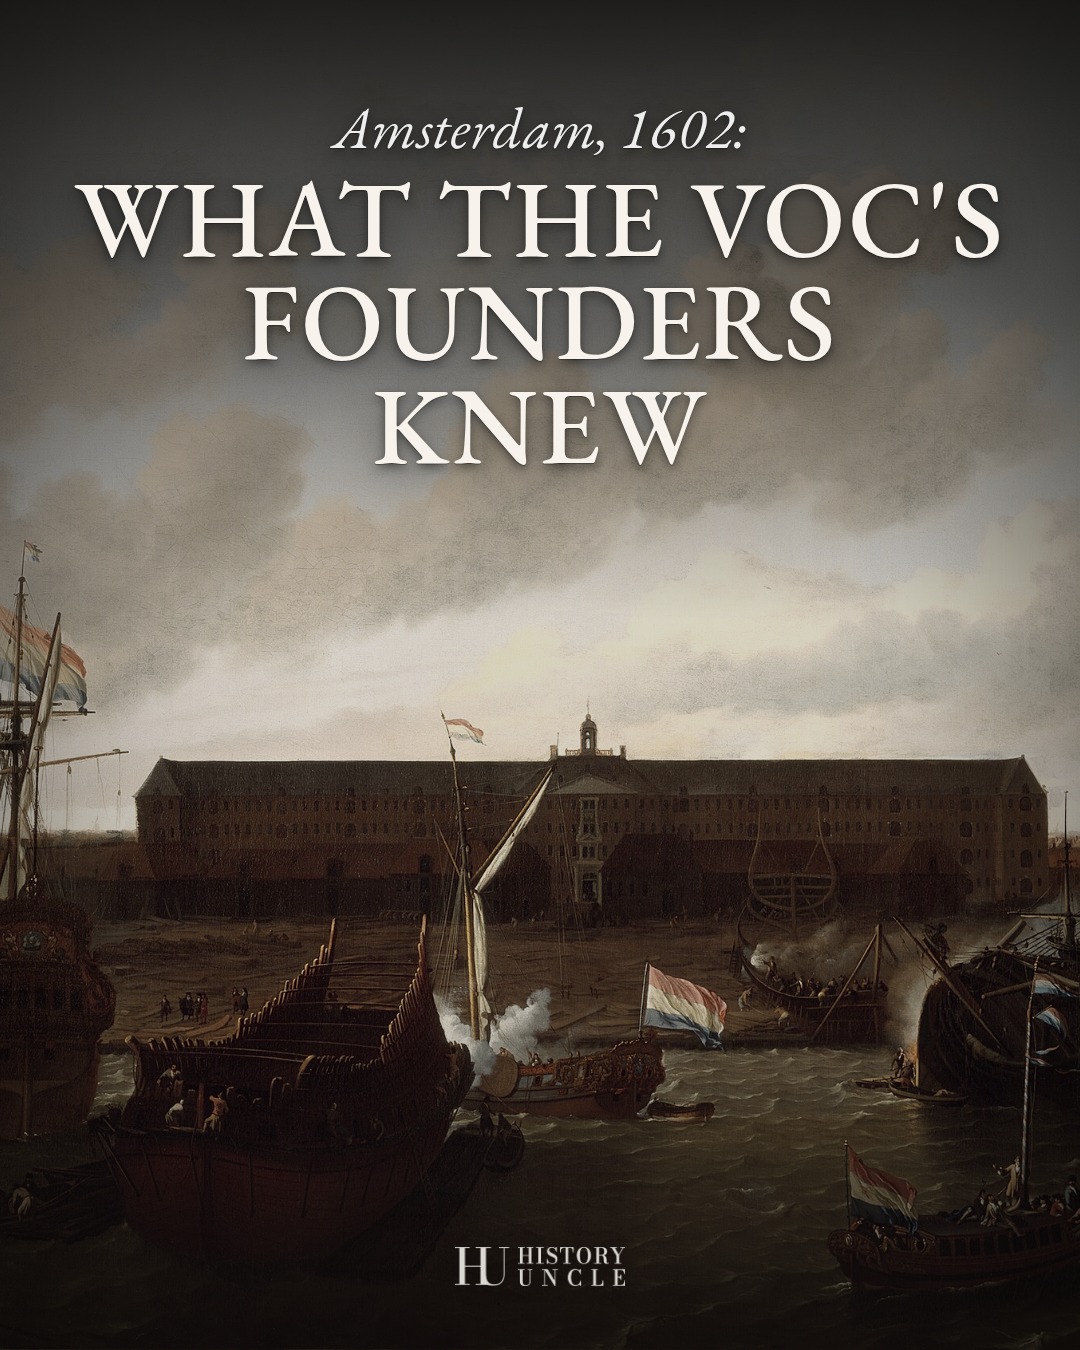 Amsterdam, 1602:
WHAT THE VOC'S
FOUNDERS
KNEW
HU HISTORY
UNCLE